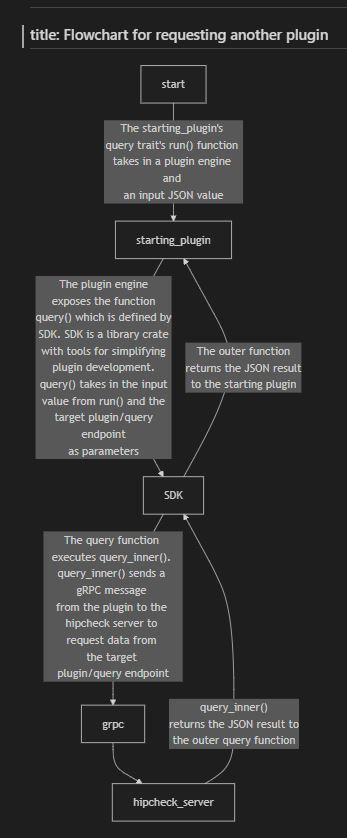 title: Flowchart for requesting another plugin
start
The starting_plugin's
query trait's run() function
takes in a plugin engine
and
an input JSON value
starting_plugin
The plugin engine
exposes the function
query() which is defined by
SDK. SDK is a library crate
with tools for simplifying
plugin development.
query() takes in the input
value from run() and the
target plugin/query
endpoint
as parameters
The outer function
returns the JSON result
to the starting plugin
SDK
The query function
executes query_inner().
query_inner() sends a
gRPC message
from the plugin to the
hipcheck server to
request data from
the target
plugin/query endpoint
query_inner()
returns the JSON result to
the outer query function
grpc
hipcheck_server